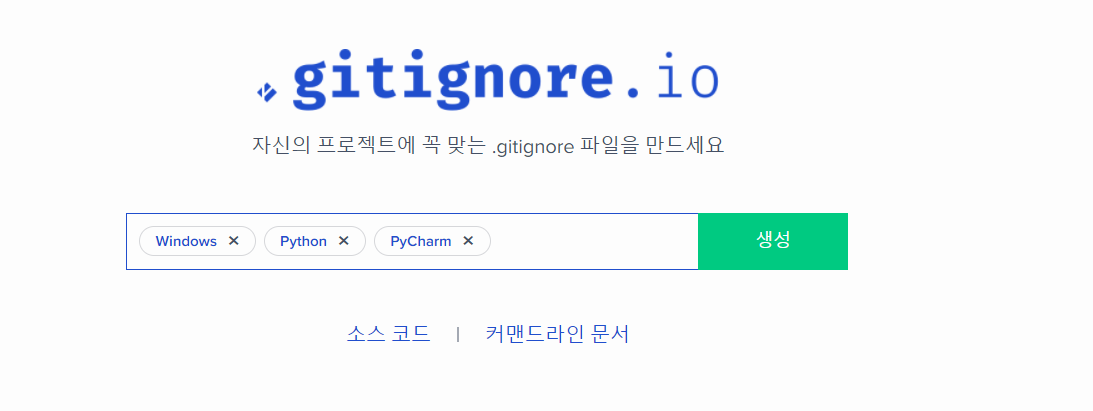 .gitignore.io
자신의 프로젝트에 꼭 맞는 .gitignore 파일을 만드세요
Windows ✕ Python ✕ PyCharm ✕ 생성
소스 코드 | 커맨드라인 문서